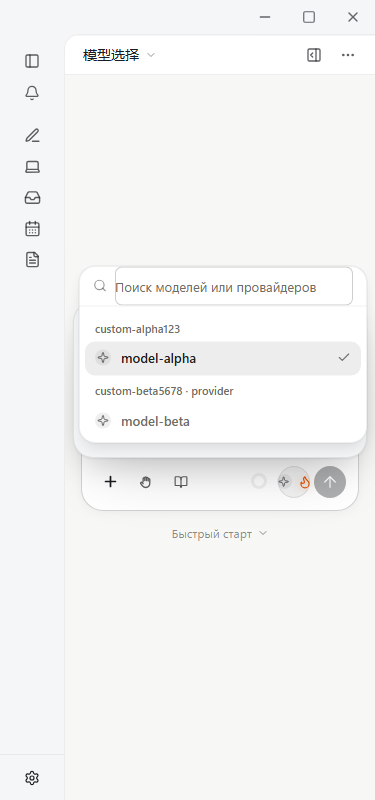 模型选择
Поиск моделей или провайдеров
custom-alpha123
model-alpha
custom-beta5678 · provider
model-beta
Быстрый старт